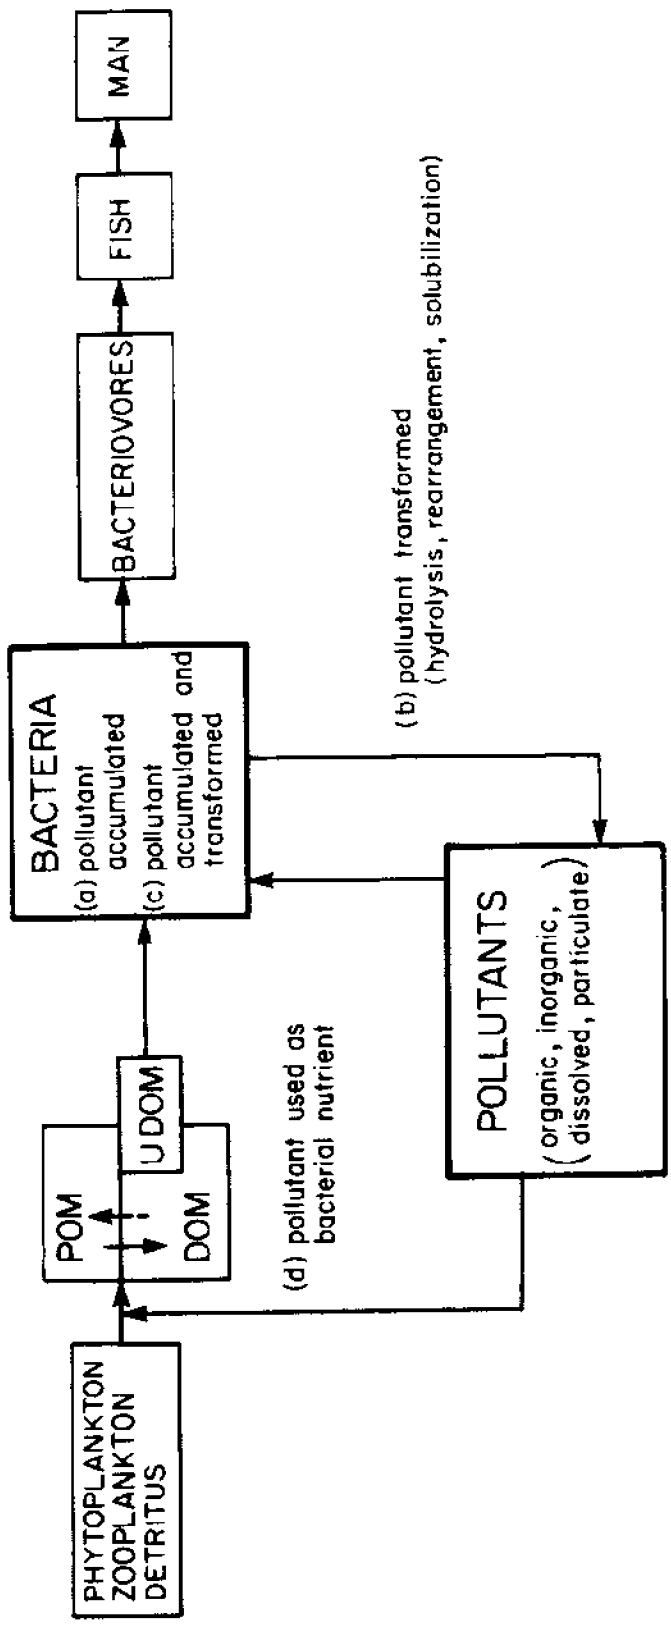 PHYTOPLANKTON
ZOOPLANKTON
DETRITUS
POM
DOM
UDOM
BACTERIA
(a) pollutant
accumulated
(c) pollutant
accumulated and
transformed
BACTERIOVORES
FISH
MAN
(d) pollutant used as
bacterial nutrient
(b) pollutant transformed
(hydrolysis, rearrangement, solubilization)
POLLUTANTS
(organic, inorganic,
dissolved, particulate)